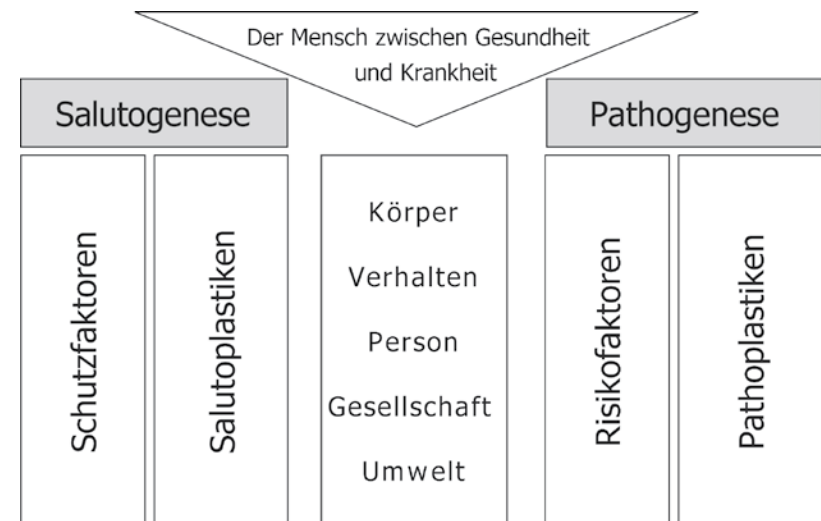 Der Mensch zwischen Gesundheit
und Krankheit
Salutogenese
Pathogenese
Schutzfaktoren
Salutoplastiken
Körper
Verhalten
Person
Gesellschaft
Umwelt
Risikofaktoren
Pathoplastiken